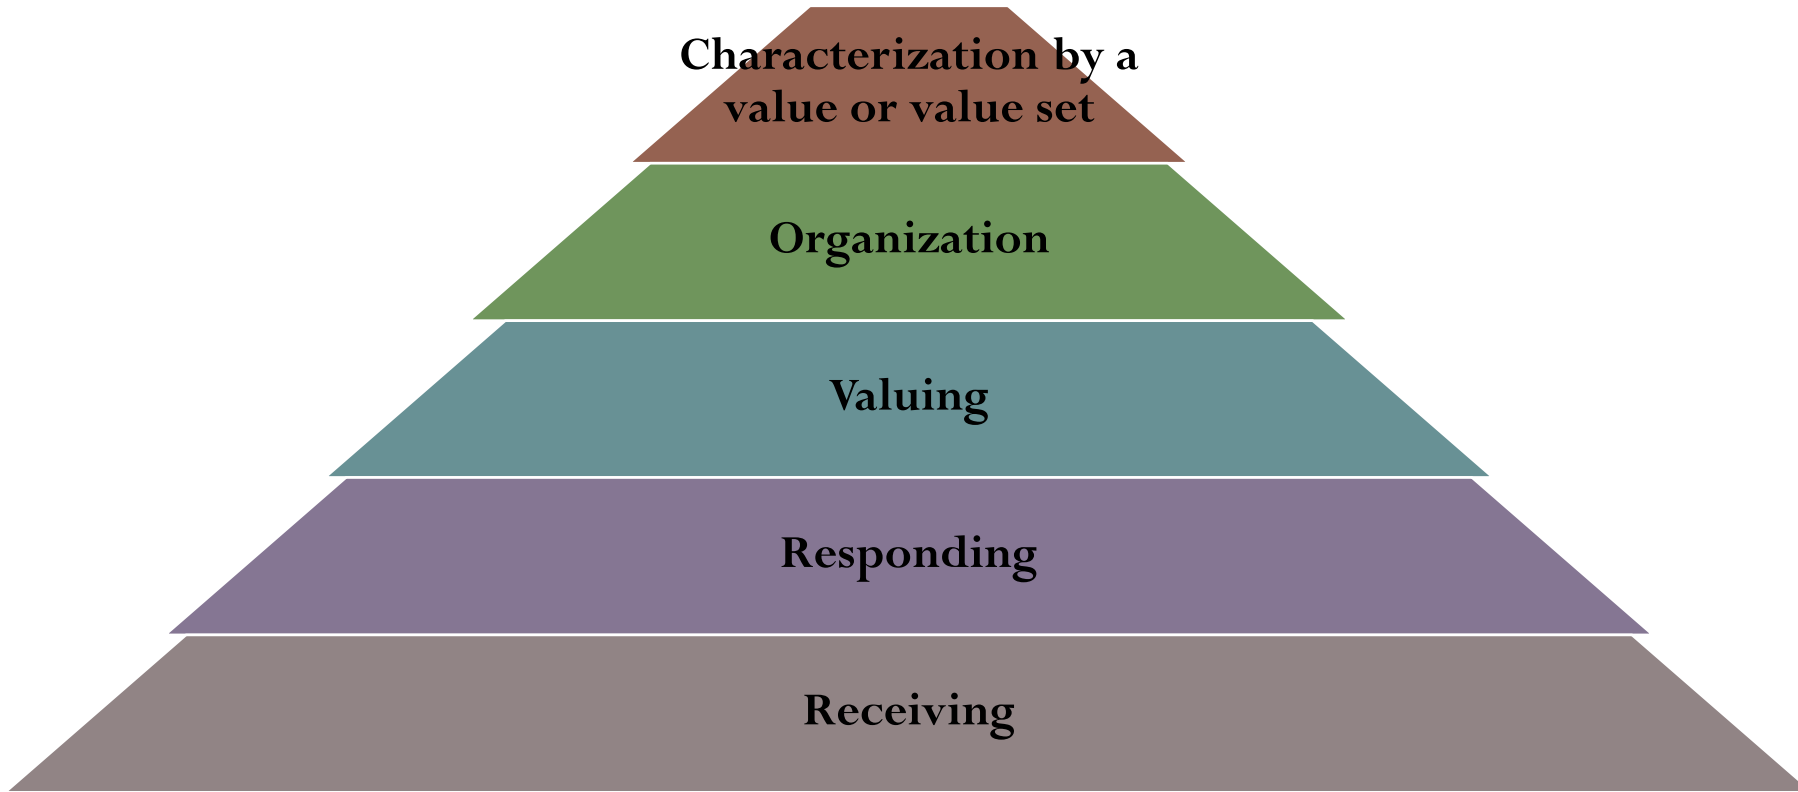 Characterization by a
value or value set
Organization
Valuing
Responding
Receiving